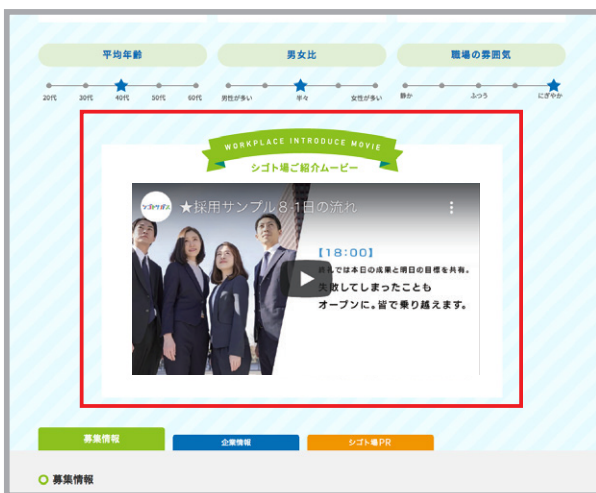 平均年齢
男女比
職場の雰囲気
20代 30代 40代 50代 60代
男性が多い 半々 女性が多い
静か ふつう にぎやか
WORKPLACE INTRODUCE MOVIE
シゴト場ご紹介ムービー
シゴトサガス
★採用サンプル8-1日の流れ
【18:00】
終礼では本日の成果と明日の目標を共有。
失敗してしまったことも
オープンに。皆で乗り越えます。
募集情報
企業情報
シゴト場PR
募集情報